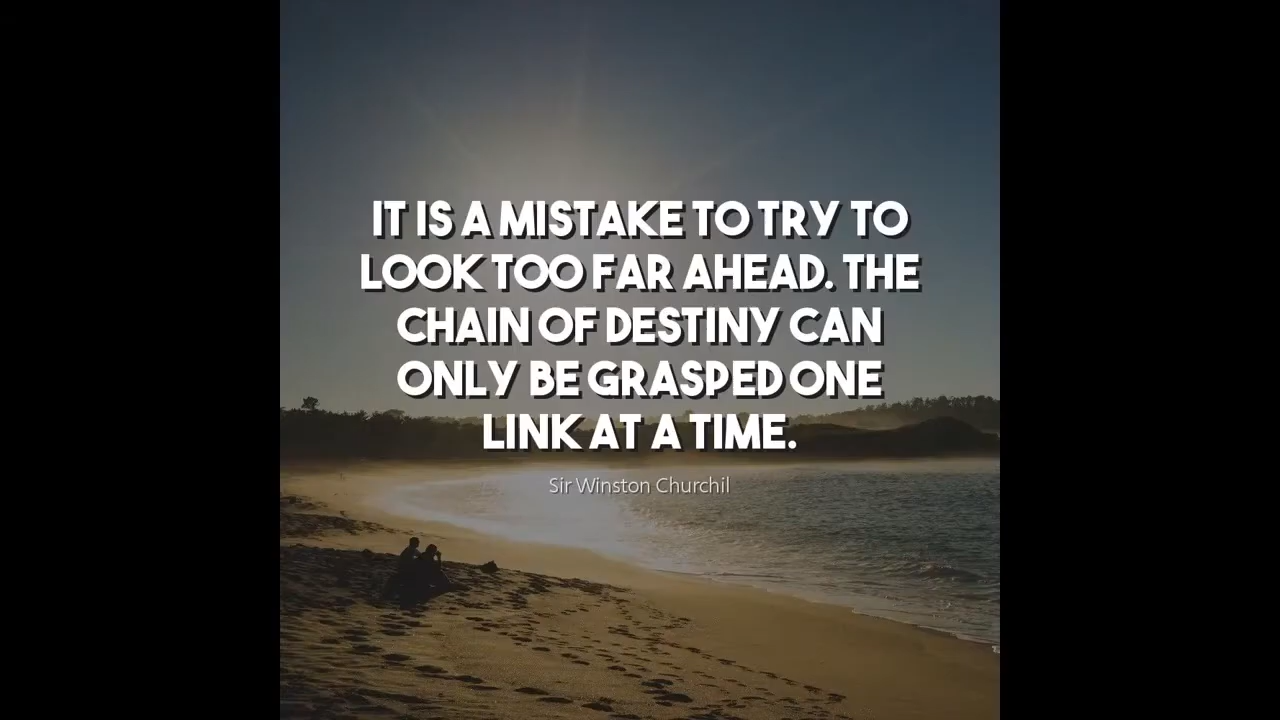 IT IS A MISTAKE TO TRY TO
LOOK TOO FAR AHEAD. THE
CHAIN OF DESTINY CAN
ONLY BE GRASPED ONE
LINK AT A TIME.
Sir Winston Churchil